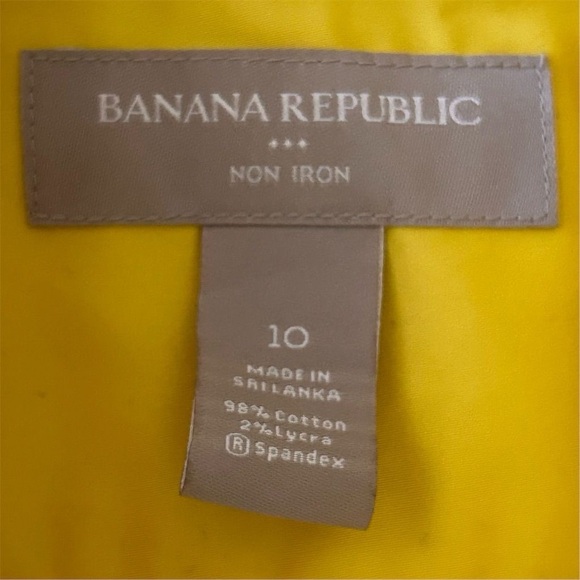 BANANA REPUBLIC
NON IRON
10
MADE IN
SRI LANKA
98% Cotton
2% Lycra
® Spandex